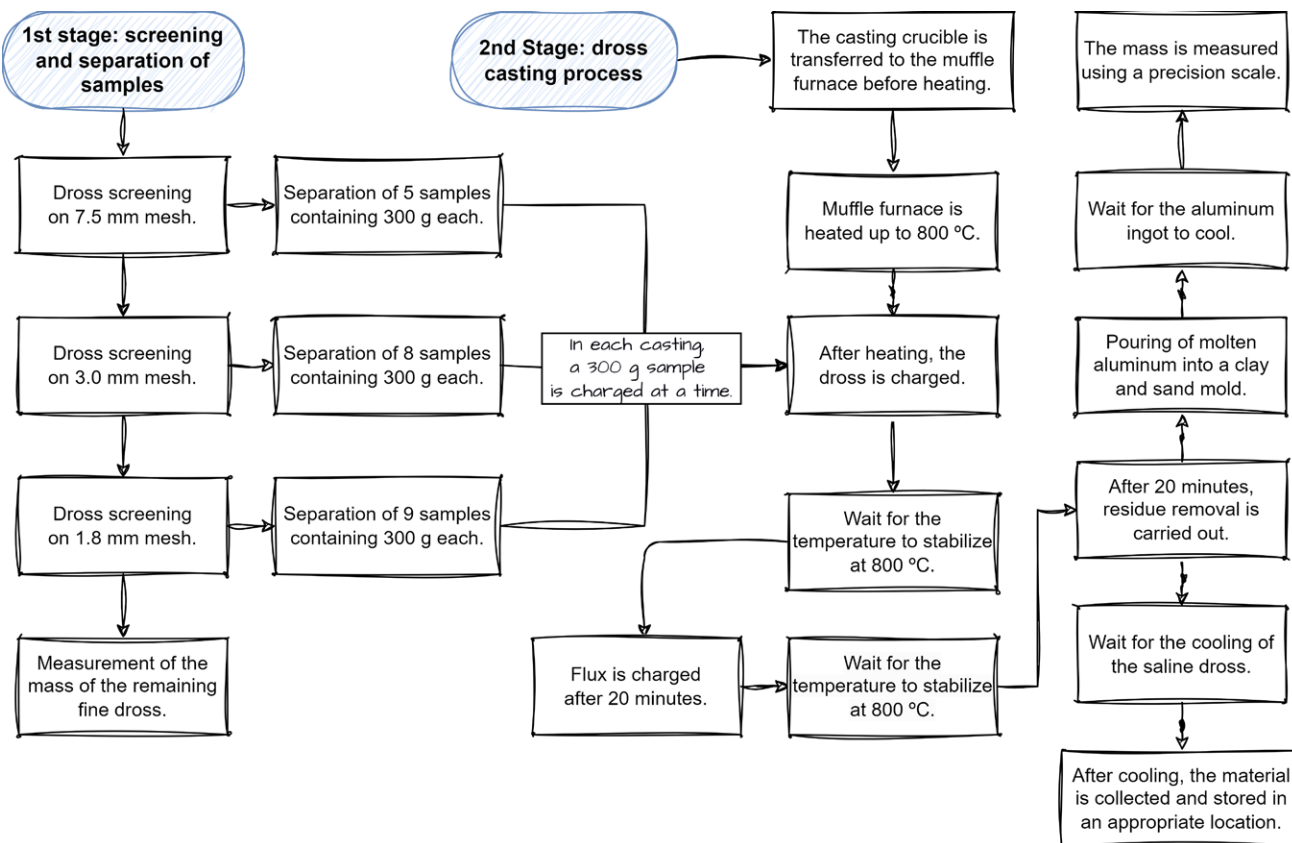 1st stage: screening
and separation of
samples
Dross screening
on 7.5 mm mesh.
Separation of 5 samples
containing 300 g each.
Dross screening
on 3.0 mm mesh.
Separation of 8 samples
containing 300 g each.
Dross screening
on 1.8 mm mesh.
Separation of 9 samples
containing 300 g each.
Measurement of the
mass of the remaining
fine dross.
In each casting,
a 300 g sample
is charged at a time.
2nd Stage: dross
casting process
The casting crucible is
transferred to the muffle
furnace before heating.
Muffle furnace is
heated up to 800 ºC.
After heating, the
dross is charged.
Wait for the
temperature to stabilize
at 800 ºC.
Flux is charged
after 20 minutes.
Wait for the
temperature to stabilize
at 800 ºC.
After 20 minutes,
residue removal is
carried out.
Pouring of molten
aluminum into a clay
and sand mold.
Wait for the aluminum
ingot to cool.
The mass is measured
using a precision scale.
Wait for the cooling of
the saline dross.
After cooling, the material
is collected and stored in
an appropriate location.